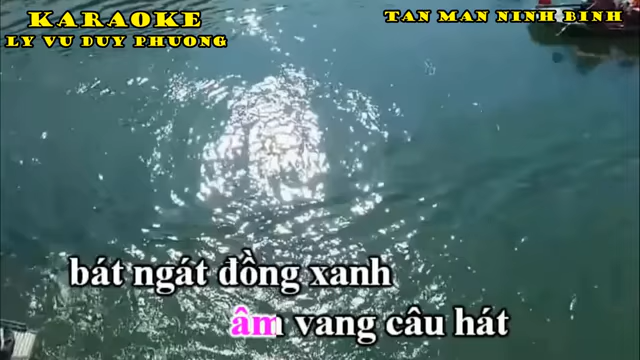 KARAOKE
LY VU DUY PHUONG
TAN MAN NINH BINH
bát ngát đồng xanh
âm vang câu hát